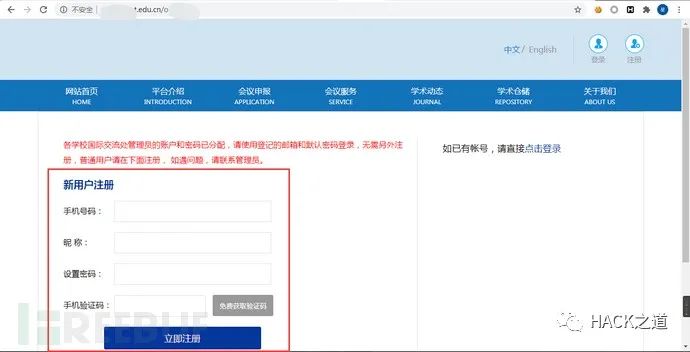 不安全
t.edu.cn/o
中文 / English
登录
注册
网站首页 平台介绍 会议申报 会议服务 学术动态 学术仓储 关于我们
HOME INTRODUCTION APPLICATION SERVICE JOURNAL REPOSITORY ABOUT US
各学校国际交流处管理员的账户和密码已分配，请使用登记的邮箱和默认密码登录，无需另外注
册，普通用户请在下面注册， 如遇问题，请联系管理员。
如已有帐号，请直接点击登录
新用户注册
手机号码：
昵 称：
设置密码：
手机验证码：
免费获取验证码
立即注册
FREEBUF
HACK之道